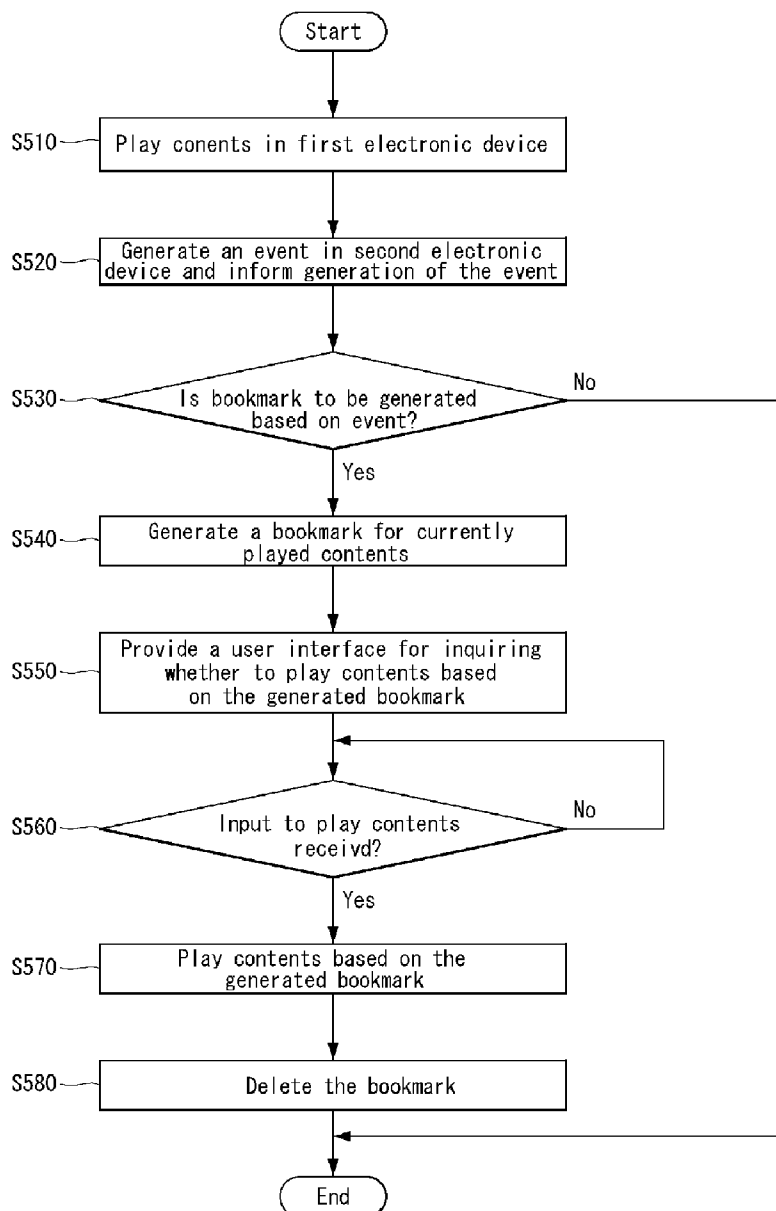 Start
S510
Play conents in first electronic device
S520
Generate an event in second electronic
device and inform generation of the event
S530
Is bookmark to be generated
based on event?
No
Yes
S540
Generate a bookmark for currently
played contents
S550
Provide a user interface for inquiring
whether to play contents based
on the generated bookmark
S560
Input to play contents
receivd?
No
Yes
S570
Play contents based on the
generated bookmark
S580
Delete the bookmark
End